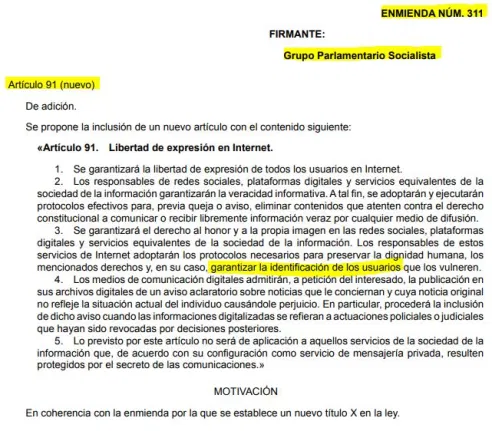 ENMIENDA NÚM. 311
FIRMANTE:
Grupo Parlamentario Socialista
Artículo 91 (nuevo)
De adición.
Se propone la inclusión de un nuevo artículo con el contenido siguiente:
«Artículo 91. Libertad de expresión en Internet.
1. Se garantizará la libertad de expresión de todos los usuarios en Internet.
2. Los responsables de redes sociales, plataformas digitales y servicios equivalentes de la
sociedad de la información garantizarán la veracidad informativa. A tal fin, se adoptarán y ejecutarán
protocolos efectivos para, previa queja o aviso, eliminar contenidos que atenten contra el derecho
constitucional a comunicar o recibir libremente información veraz por cualquier medio de difusión.
3. Se garantizará el derecho al honor y a la propia imagen en las redes sociales, plataformas
digitales y servicios equivalentes de la sociedad de la información. Los responsables de estos
servicios de Internet adoptarán los protocolos necesarios para preservar la dignidad humana, los
mencionados derechos y, en su caso, garantizar la identificación de los usuarios que los vulneren.
4. Los medios de comunicación digitales admitirán, a petición del interesado, la publicación en
sus archivos digitales de un aviso aclaratorio sobre noticias que le conciernan y cuya noticia original
no refleje la situación actual del individuo causándole perjuicio. En particular, procederá la inclusión
de dicho aviso cuando las informaciones digitalizadas se refieran a actuaciones policiales o judiciales
que hayan sido revocadas por decisiones posteriores.
5. Lo previsto por este artículo no será de aplicación a aquellos servicios de la sociedad de la
información que, de acuerdo con su configuración como servicio de mensajería privada, resulten
protegidos por el secreto de las comunicaciones.»
MOTIVACIÓN
En coherencia con la enmienda por la que se establece un nuevo título X en la ley.